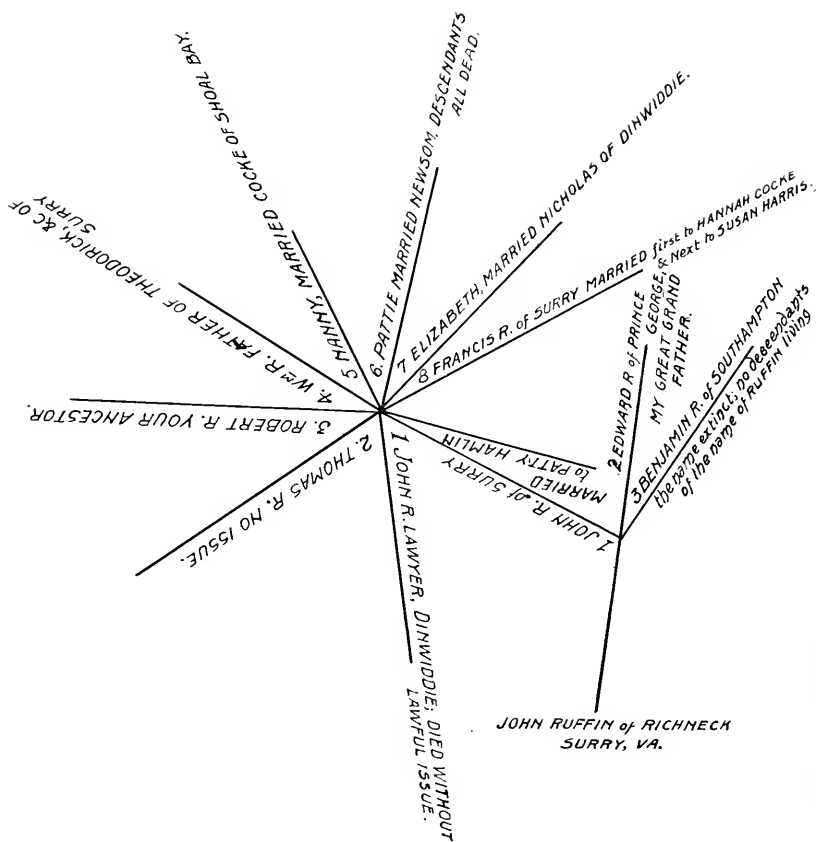 JOHN RUFFIN of RICHNECK
SURRY, VA.
1 JOHN R. of SURRY
MARRIED
to PATTY HAMLIN
2 EDWARD R. of PRINCE
GEORGE,
MY GREAT GRAND
FATHER.
3 BENJAMIN R. OF SOUTHAMPTON
the name extinct; no descendants
of the name of RUFFIN living
1 JOHN R. LAWYER, DINWIDDIE; DIED WITHOUT
LAWFUL ISSUE.
2. THOMAS R. NO ISSUE.
3. ROBERT R. YOUR ANCESTOR.
4. Wm R. FATHER OF THEODORICK, &C OF
SURRY
5 NANNY, MARRIED COCKE OF SHOAL BAY.
6. PATTIE MARRIED NEWSOM. DESCENDANTS
ALL DEAD.
7 ELIZABETH, MARRIED NICHOLAS OF DINWIDDIE.
8 FRANCIS R. of SURRY MARRIED first to HANNAH COCKE
& Next to SUSAN HARRIS.